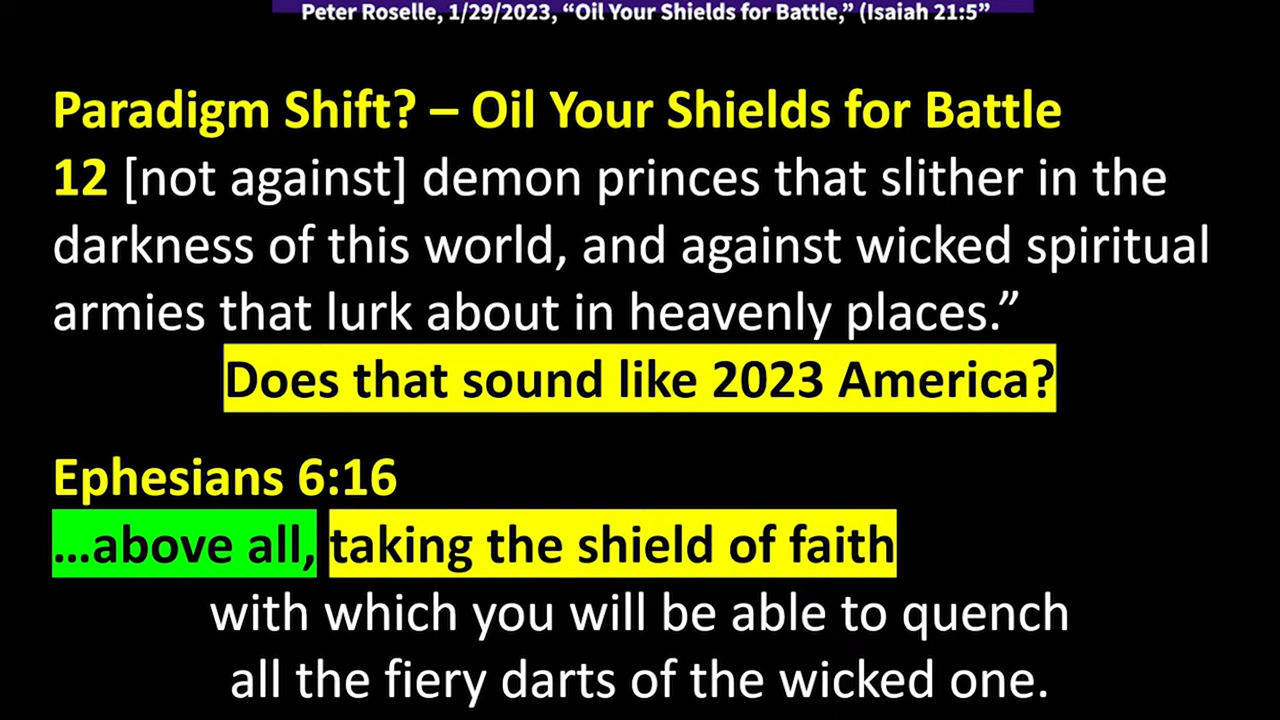 Peter Roselle, 1/29/2023, “Oil Your Shields for Battle,” (Isaiah 21:5”
Paradigm Shift? – Oil Your Shields for Battle
12 [not against] demon princes that slither in the
darkness of this world, and against wicked spiritual
armies that lurk about in heavenly places.”
Does that sound like 2023 America?
Ephesians 6:16
…above all, taking the shield of faith
with which you will be able to quench
all the fiery darts of the wicked one.